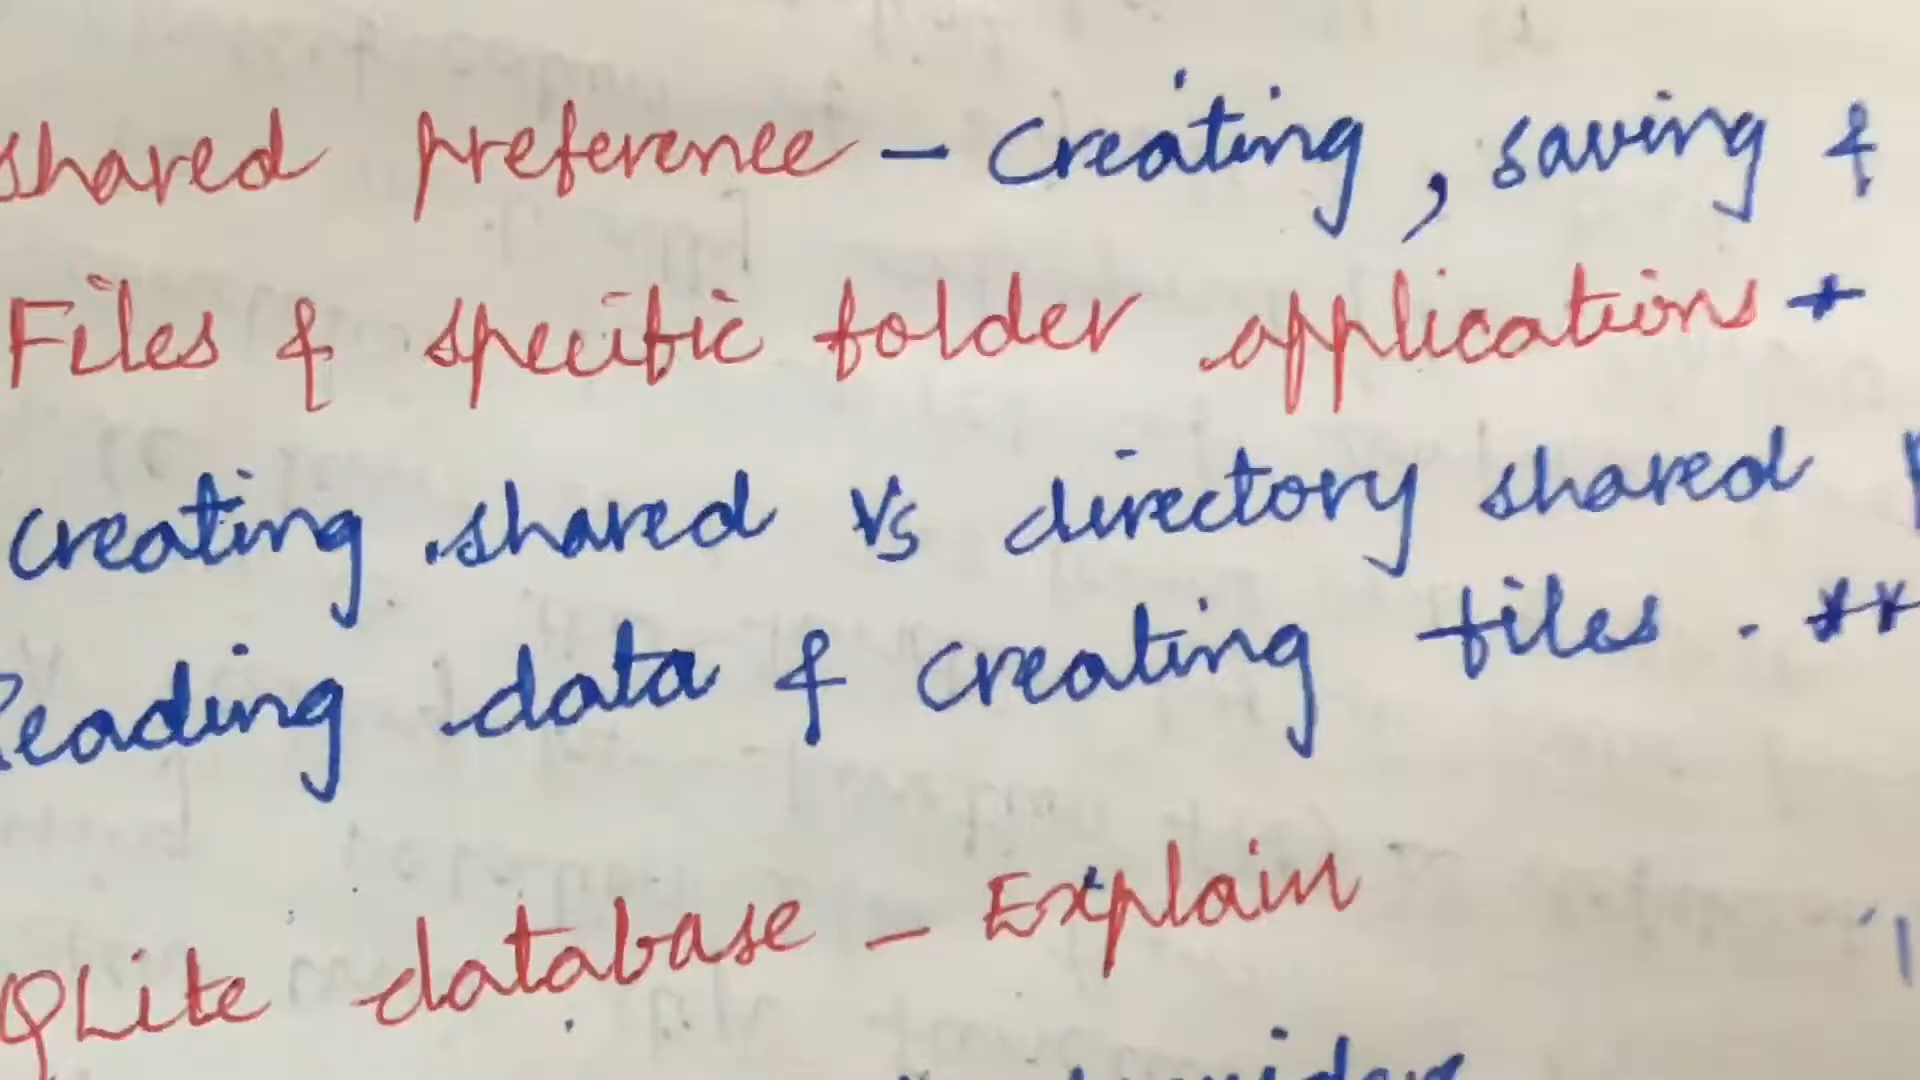 shared preference - Creating, saving &
Files & specific folder applications *
creating shared Vs directory shared
Reading data & creating files. **
QLite database - Explain